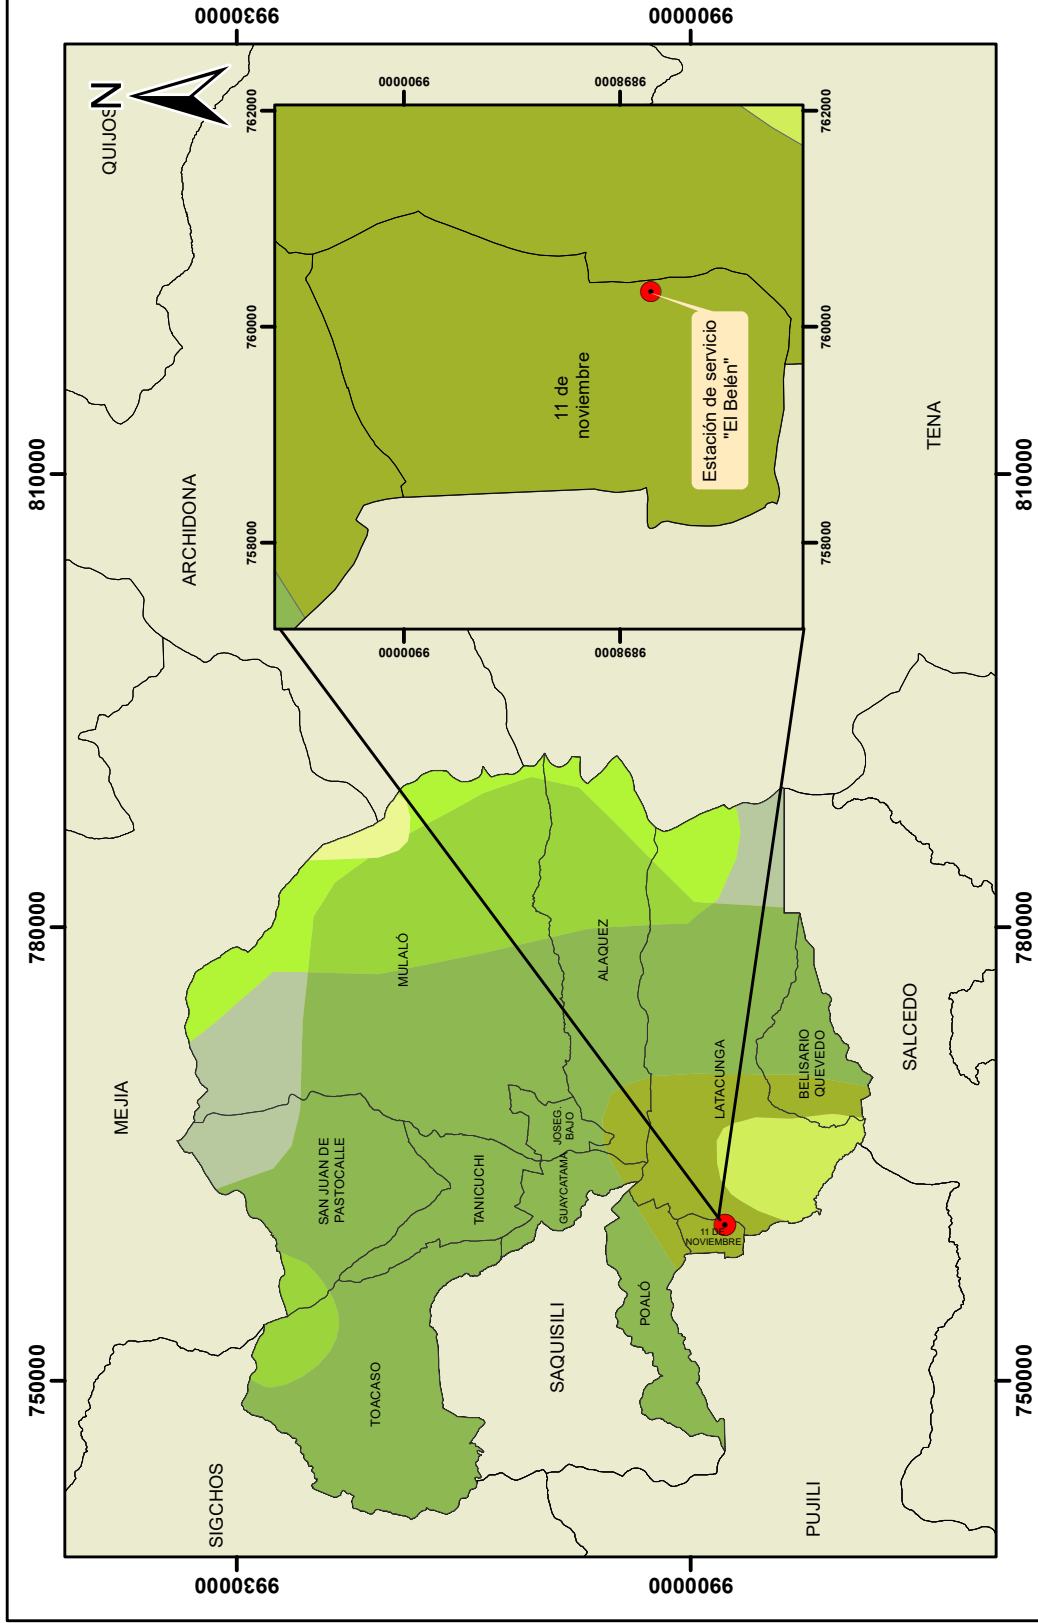 750000
780000
810000
9930000
9930000
QUIJOS
N
MEJIA
ARCHIDONA
SIGCHOS
758000
760000
762000
SAN JUAN DE
PASTOCALLE
TOACASO
MULALÓ
9900000
9900000
TANICUCHI
GUAYCATAMA
JOSEG.
BAJO
11 de
noviembre
SAQUISILI
ALAQUEZ
9898000
9898000
POALÓ
11 DE
NOVIEMBRE
LATACUNGA
Estación de servicio
"El Belén"
9900000
9900000
BELISARIO
QUEVEDO
758000
760000
762000
PUJILI
SALCEDO
TENA
750000
780000
810000